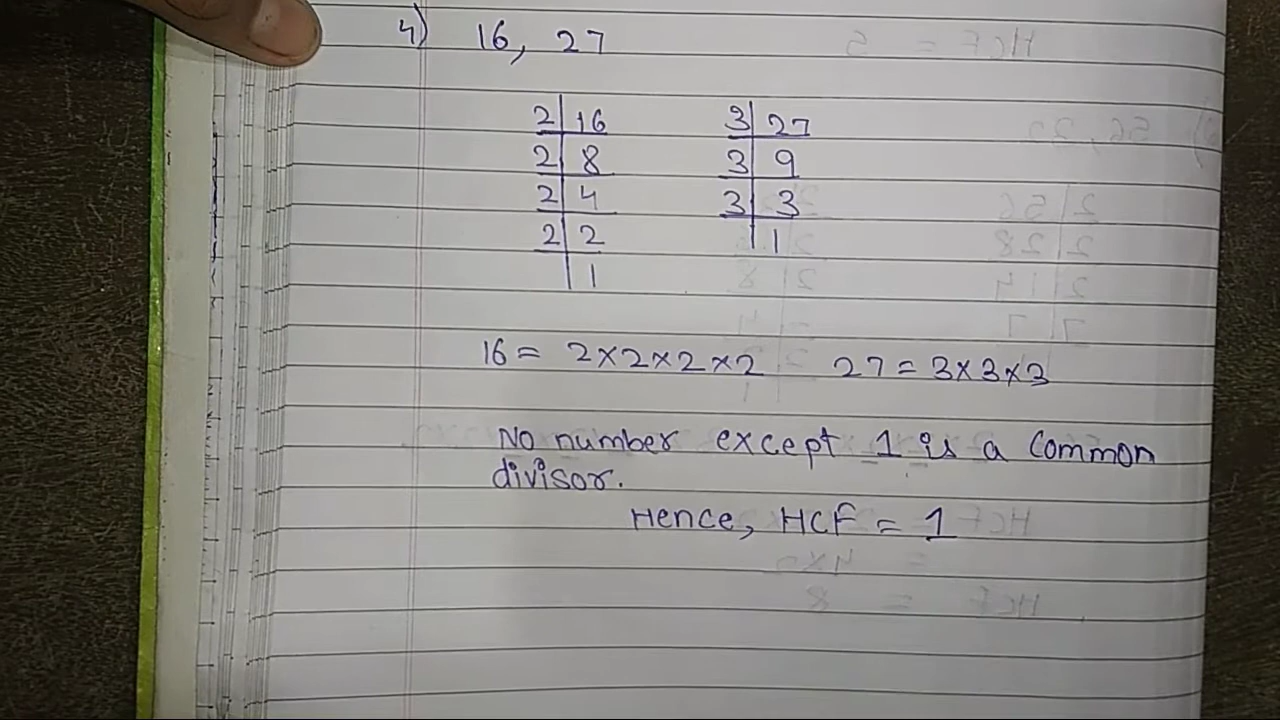 4) 16, 27
2 16 3 27
2 8 3 9
2 4 3 3
2 2 1
1
16 = 2×2×2×2 27 = 3×3×3
No number except 1 is a Common
divisor.
Hence, HCF = 1